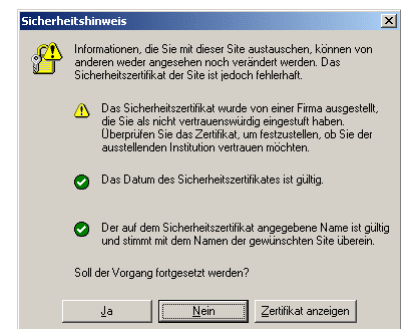 Sicherheitshinweis
Informationen, die Sie mit dieser Site austauschen, können von
anderen weder angesehen noch verändert werden. Das
Sicherheitszertifikat der Site ist jedoch fehlerhaft.
Das Sicherheitszertifikat wurde von einer Firma ausgestellt,
die Sie als nicht vertrauenswürdig eingestuft haben.
Überprüfen Sie das Zertifikat, um festzustellen, ob Sie der
ausstellenden Institution vertrauen möchten.
Das Datum des Sicherheitszertifikates ist gültig.
Der auf dem Sicherheitszertifikat angegebene Name ist gültig
und stimmt mit dem Namen der gewünschten Site überein.
Soll der Vorgang fortgesetzt werden?
Ja Nein Zertifikat anzeigen